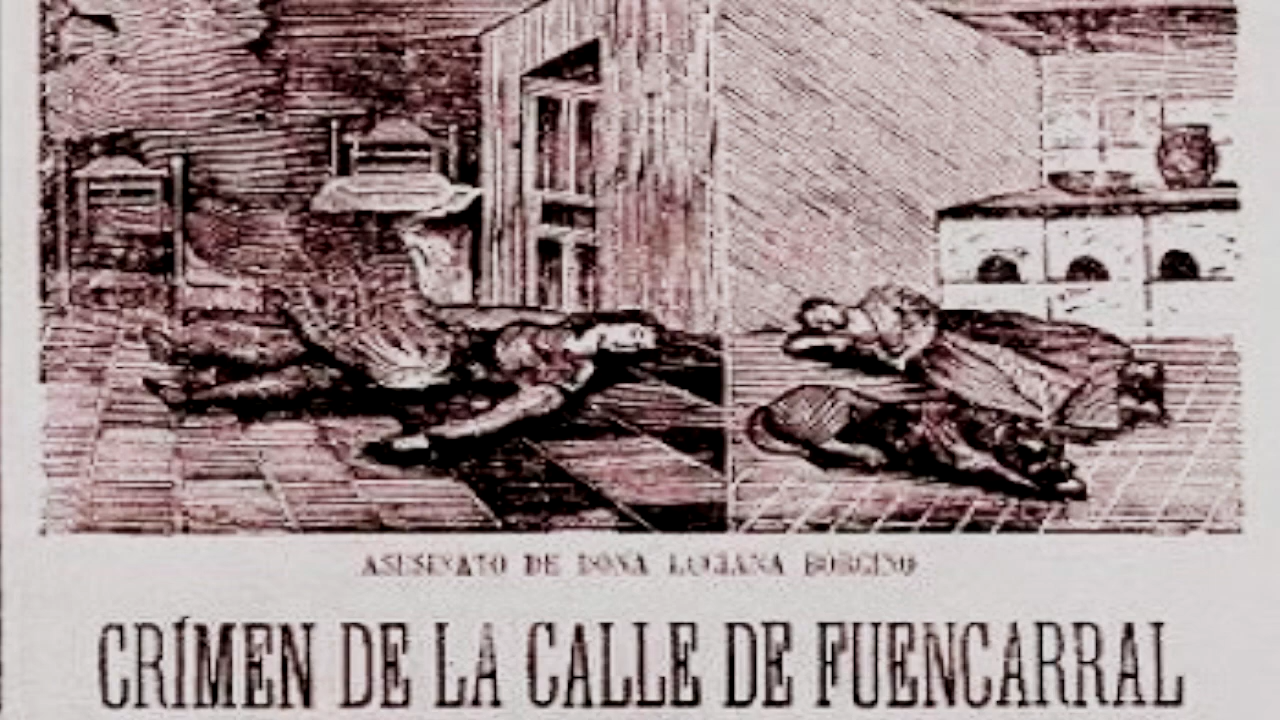 ASESINATO DE DOÑA LUCIANA BORCINO
CRÍMEN DE LA CALLE DE FUENCARRAL